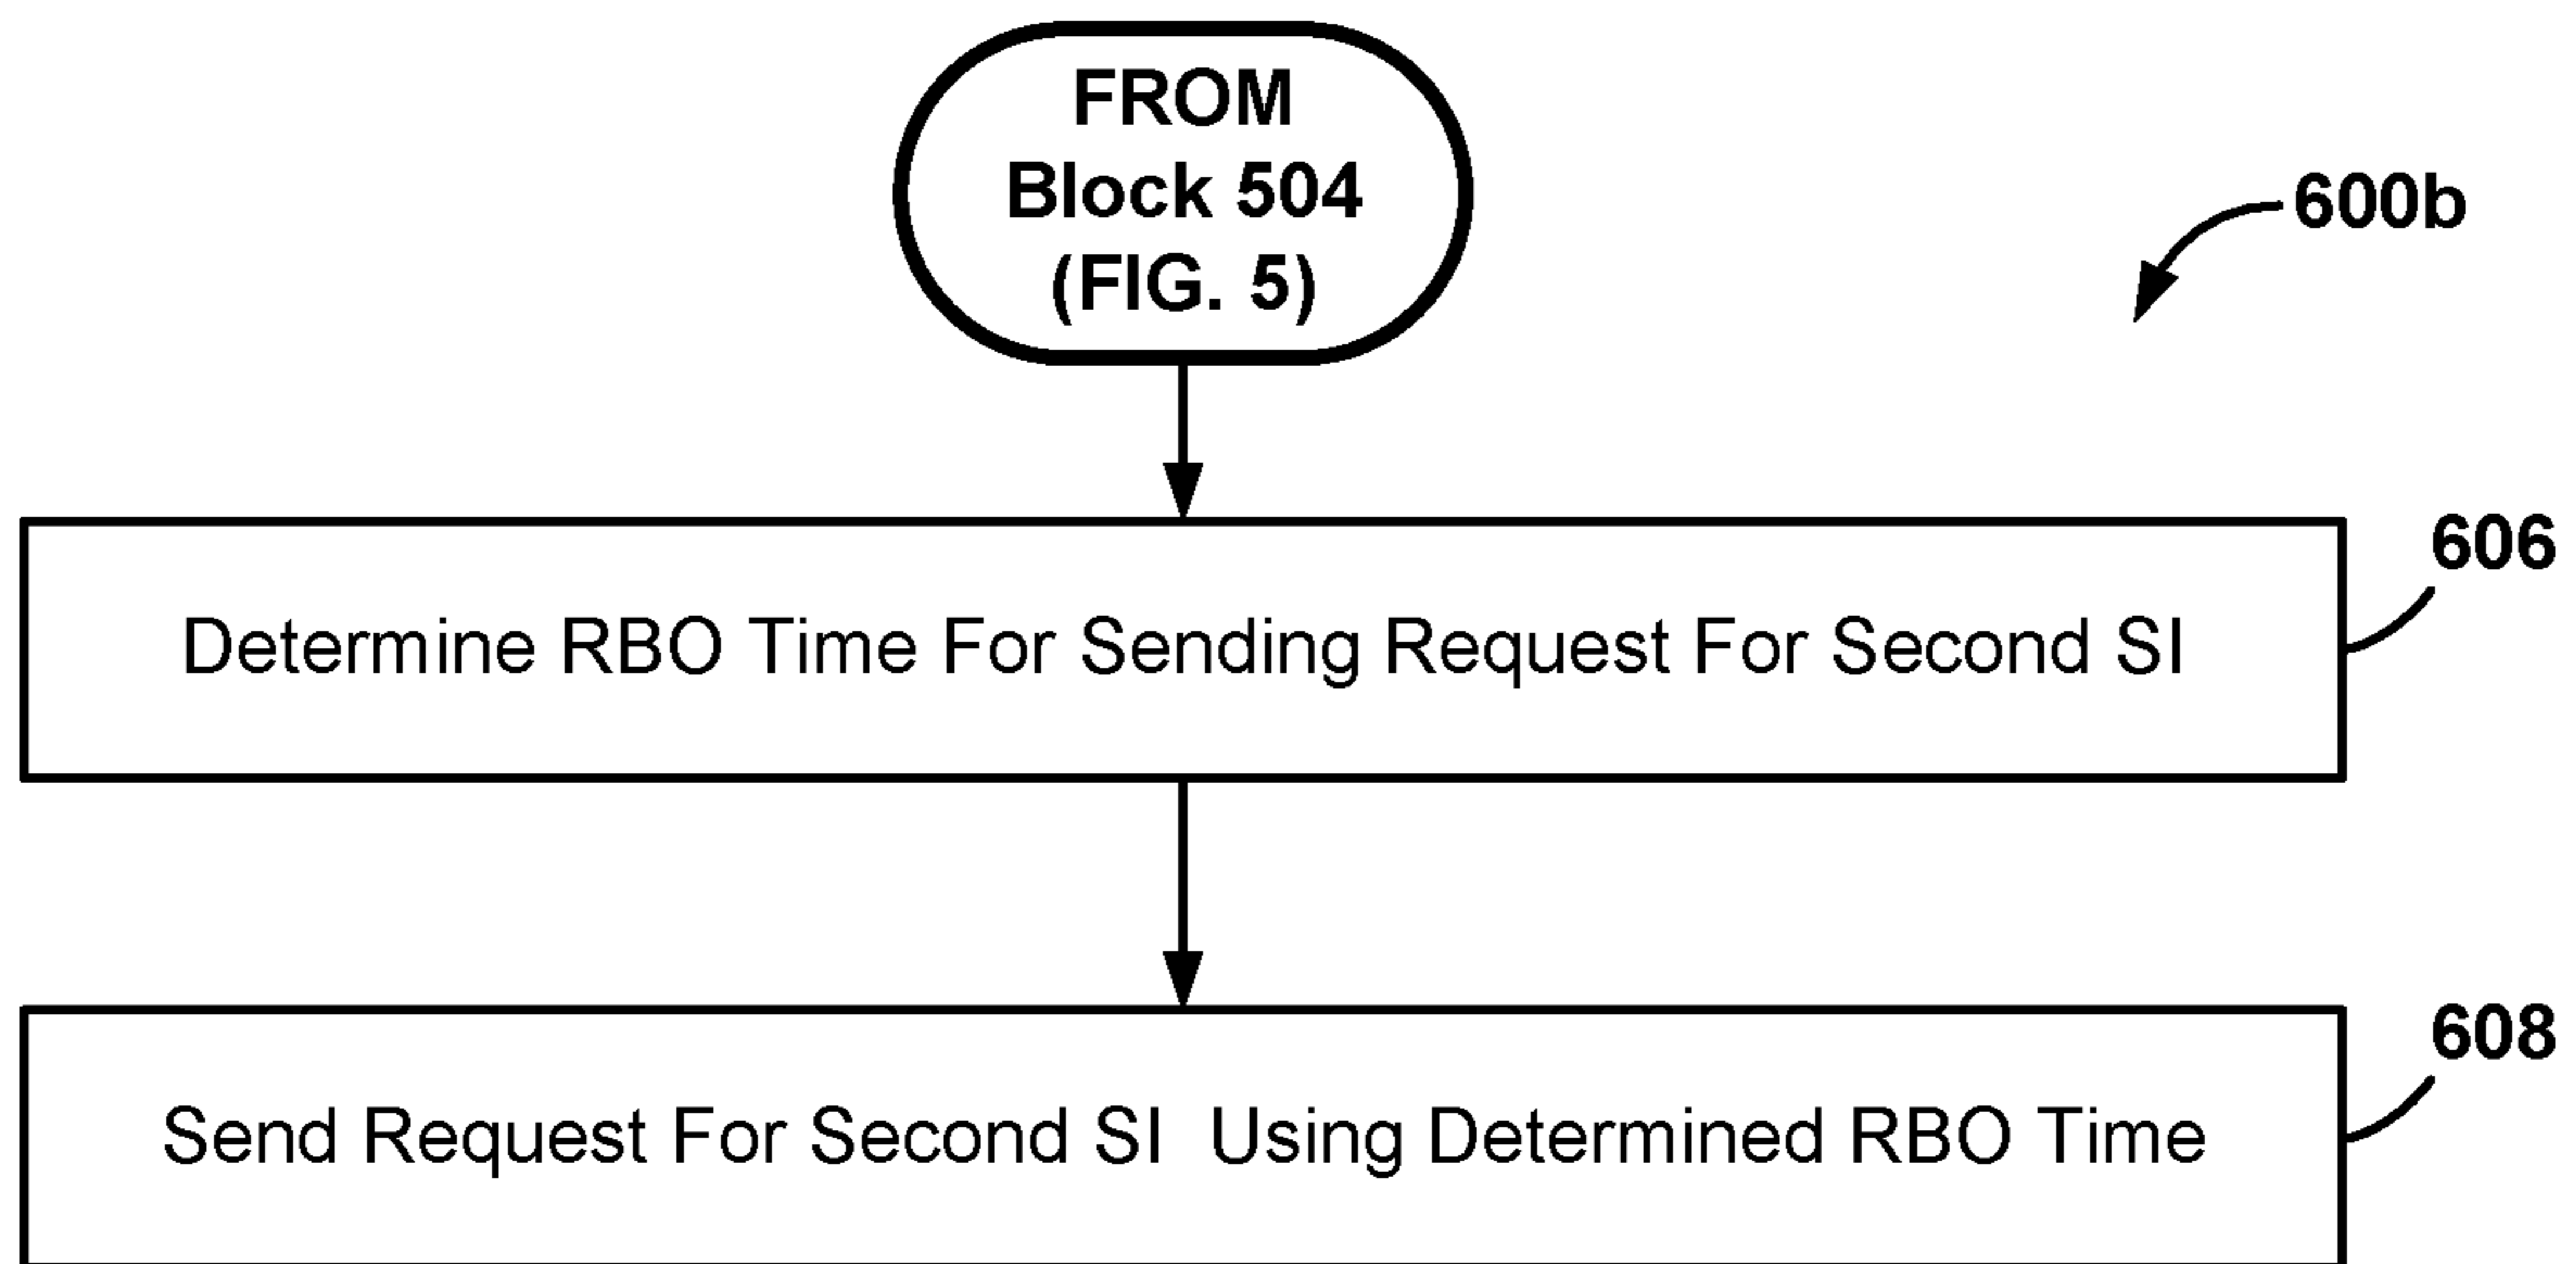 FROM
Block 504
(FIG. 5)
600b
606
Determine RBO Time For Sending Request For Second SI
608
Send Request For Second SI Using Determined RBO Time